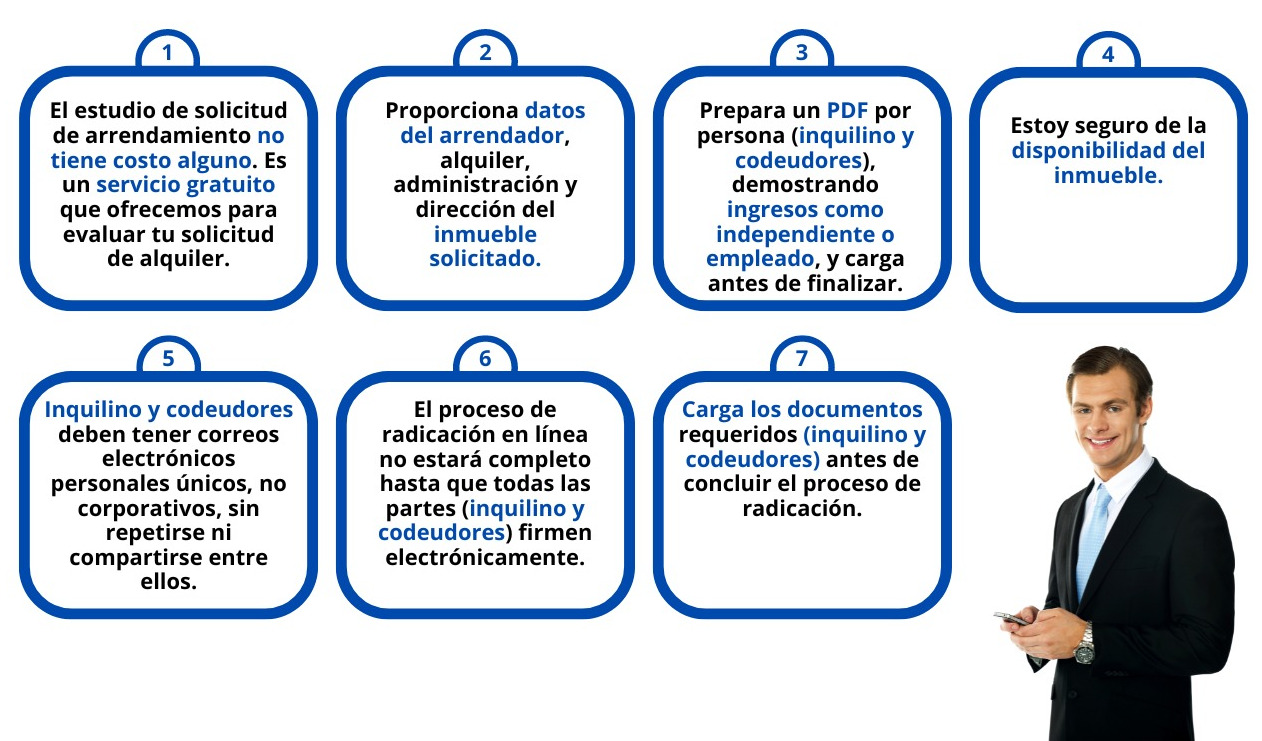 1
El estudio de solicitud
de arrendamiento no
tiene costo alguno. Es
un servicio gratuito
que ofrecemos para
evaluar tu solicitud
de alquiler.
2
Proporciona datos
del arrendador,
alquiler,
administración y
dirección del
inmueble
solicitado.
3
Prepara un PDF por
persona (inquilino y
codeudores),
demostrando
ingresos como
independiente o
empleado, y carga
antes de finalizar.
4
Estoy seguro de la
disponibilidad del
inmueble.
5
Inquilino y codeudores
deben tener correos
electrónicos
personales únicos, no
corporativos, sin
repetirse ni
compartirse entre
ellos.
6
El proceso de
radicación en línea
no estará completo
hasta que todas las
partes (inquilino y
codeudores) firmen
electrónicamente.
7
Carga los documentos
requeridos (inquilino y
codeudores) antes de
concluir el proceso de
radicación.